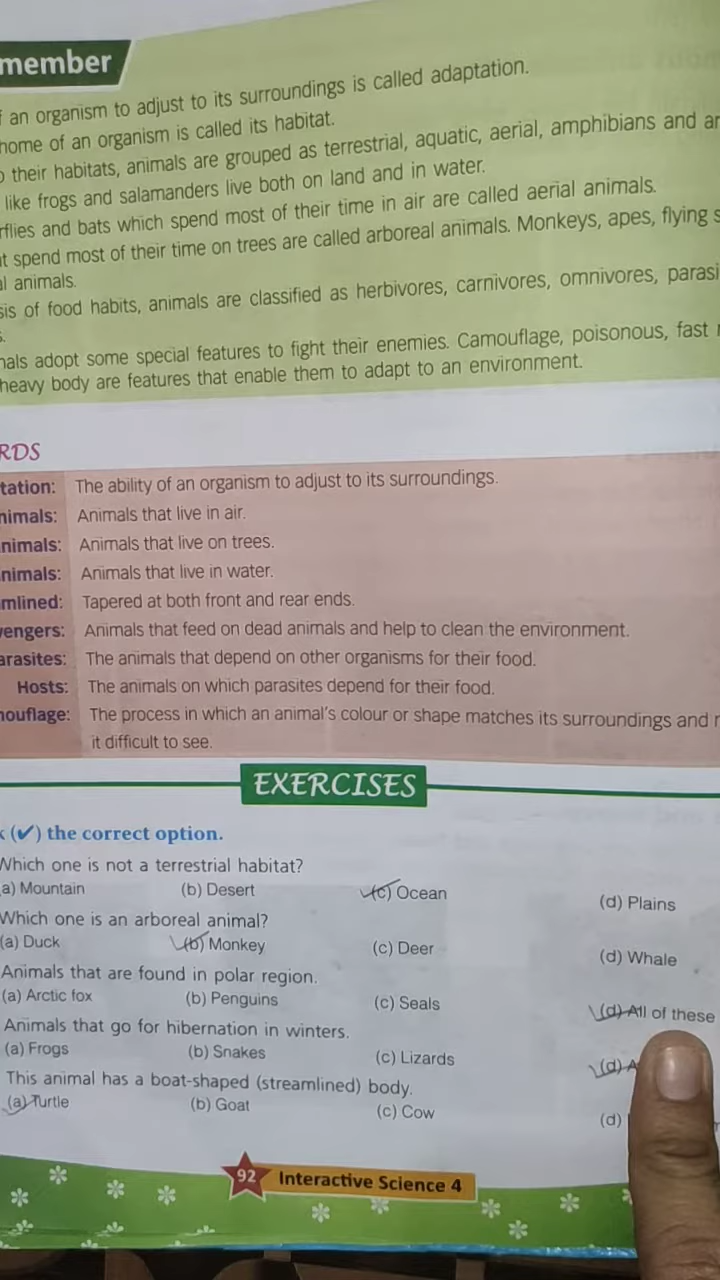 member
an organism to adjust to its surroundings is called adaptation.
home of an organism is called its habitat.
their habitats, animals are grouped as terrestrial, aquatic, aerial, amphibians and ar
like frogs and salamanders live both on land and in water.
rflies and bats which spend most of their time in air are called aerial animals.
t spend most of their time on trees are called arboreal animals. Monkeys, apes, flying s
al animals.
sis of food habits, animals are classified as herbivores, carnivores, omnivores, parasi
mals adopt some special features to fight their enemies. Camouflage, poisonous, fast
heavy body are features that enable them to adapt to an environment.
RDS
tation: The ability of an organism to adjust to its surroundings.
nimals: Animals that live in air.
nimals: Animals that live on trees.
nimals: Animals that live in water.
mlined: Tapered at both front and rear ends.
vengers: Animals that feed on dead animals and help to clean the environment.
arasites: The animals that depend on other organisms for their food.
Hosts: The animals on which parasites depend for their food.
nouflage: The process in which an animal's colour or shape matches its surroundings and
it difficult to see.
EXERCISES
k (✔) the correct option.
Which one is not a terrestrial habitat?
a) Mountain (b) Desert (c) Ocean (d) Plains
Which one is an arboreal animal?
(a) Duck (b) Monkey (c) Deer (d) Whale
Animals that are found in polar region.
(a) Arctic fox (b) Penguins (c) Seals (d) All of these
Animals that go for hibernation in winters.
(a) Frogs (b) Snakes (c) Lizards (d) A
This animal has a boat-shaped (streamlined) body.
(a) Turtle (b) Goat (c) Cow (d)
92 Interactive Science 4